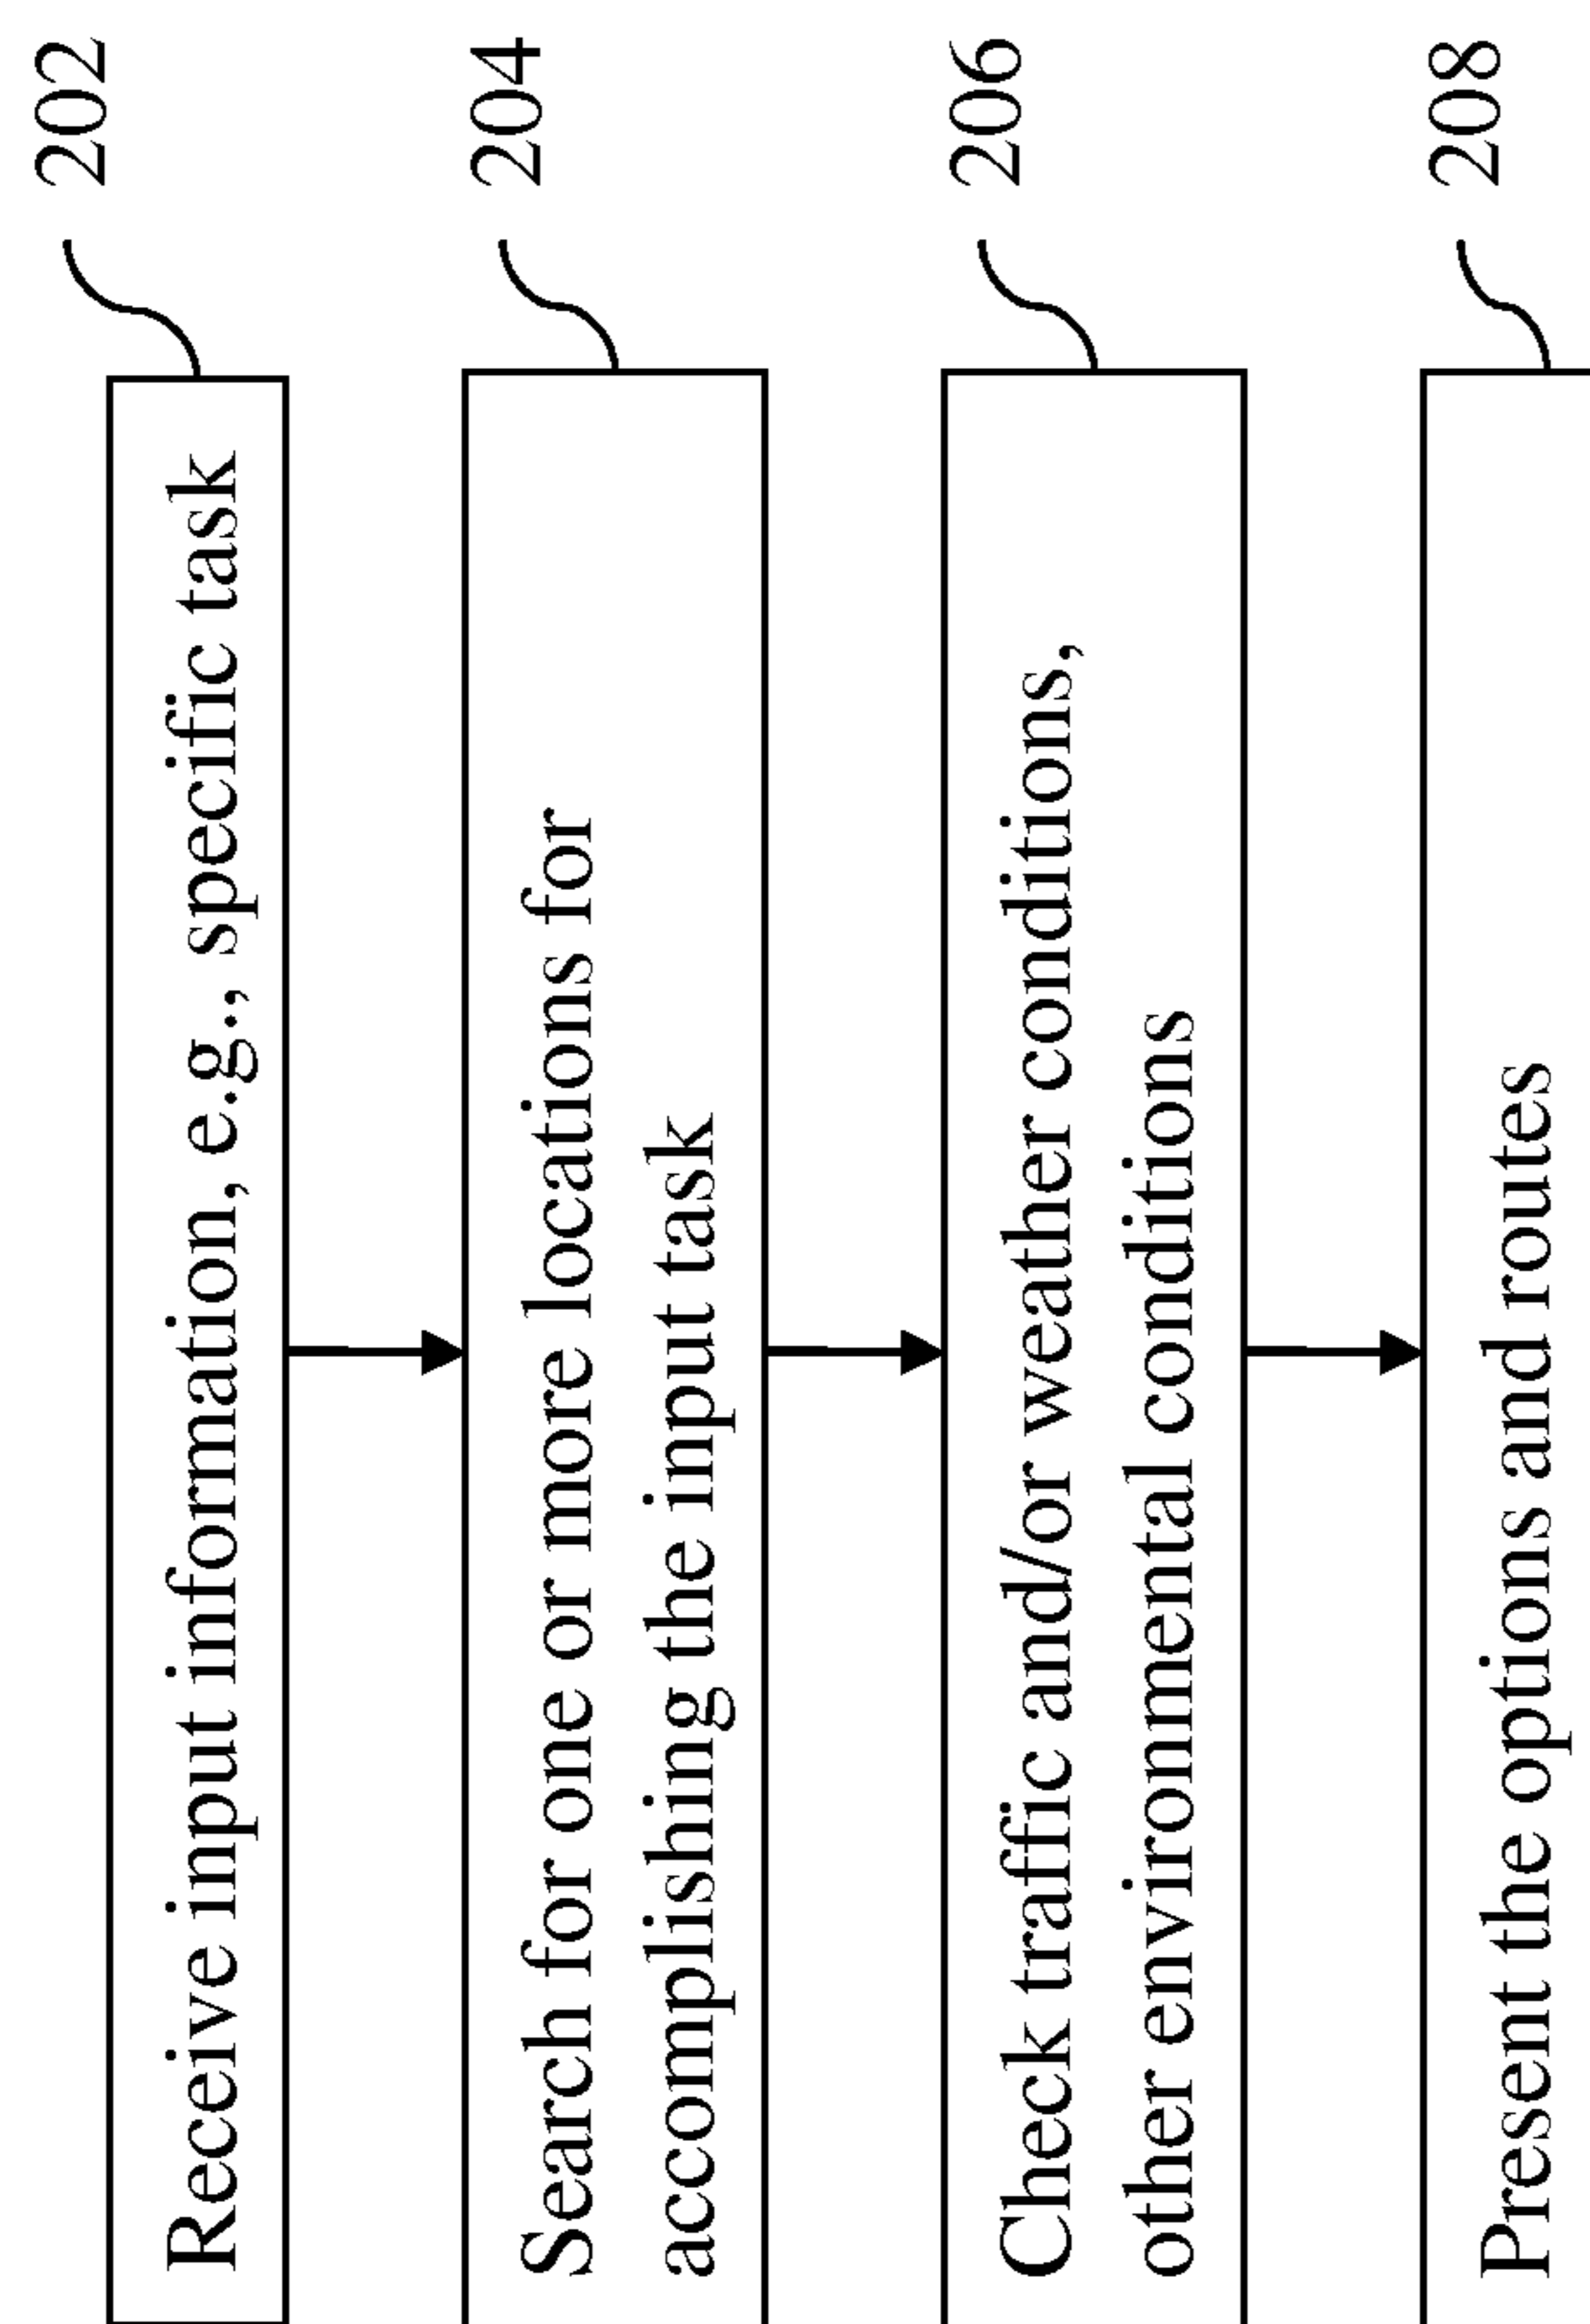 Receive input information, e.g., specific task
202
Search for one or more locations for
accomplishing the input task
204
Check traffic and/or weather conditions,
other environmental conditions
206
Present the options and routes
208